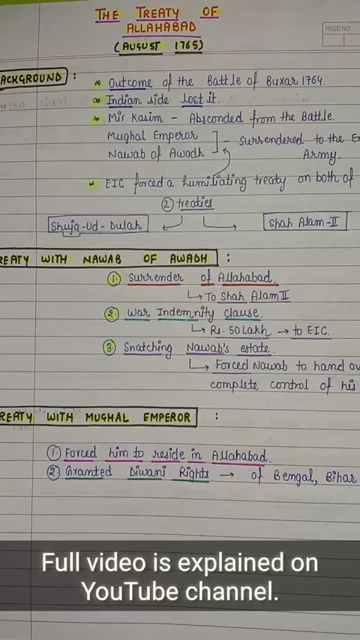 THE TREATY OF
ALLAHABAD
(AUGUST 1765)
PAGE NO.
BACKGROUND :
Outcome of the Battle of Buxar 1764.
Indian side lost it.
Mir Kasim - Absconded from the Battle.
Mughal Emperor
Nawab of Awadh
Surrendered to the E
Army.
EIC forced a humiliating treaty on both of
② treaties
Shuja-Ud-Dulah
Shah Alam-II
REATY WITH NAWAB OF AWADH :
① Surrender of Allahabad.
↳ To Shah Alam II
② War Indemnity clause.
↳ Rs. 50 Lakh → to EIC.
③ Snatching Nawab's estate.
↳ Forced Nawab to hand ov
complete control of his
REATY WITH MUGHAL EMPEROR :
① Forced him to reside in Allahabad.
② Granted Diwani Rights → of Bengal, Bihar
Full video is explained on
YouTube channel.